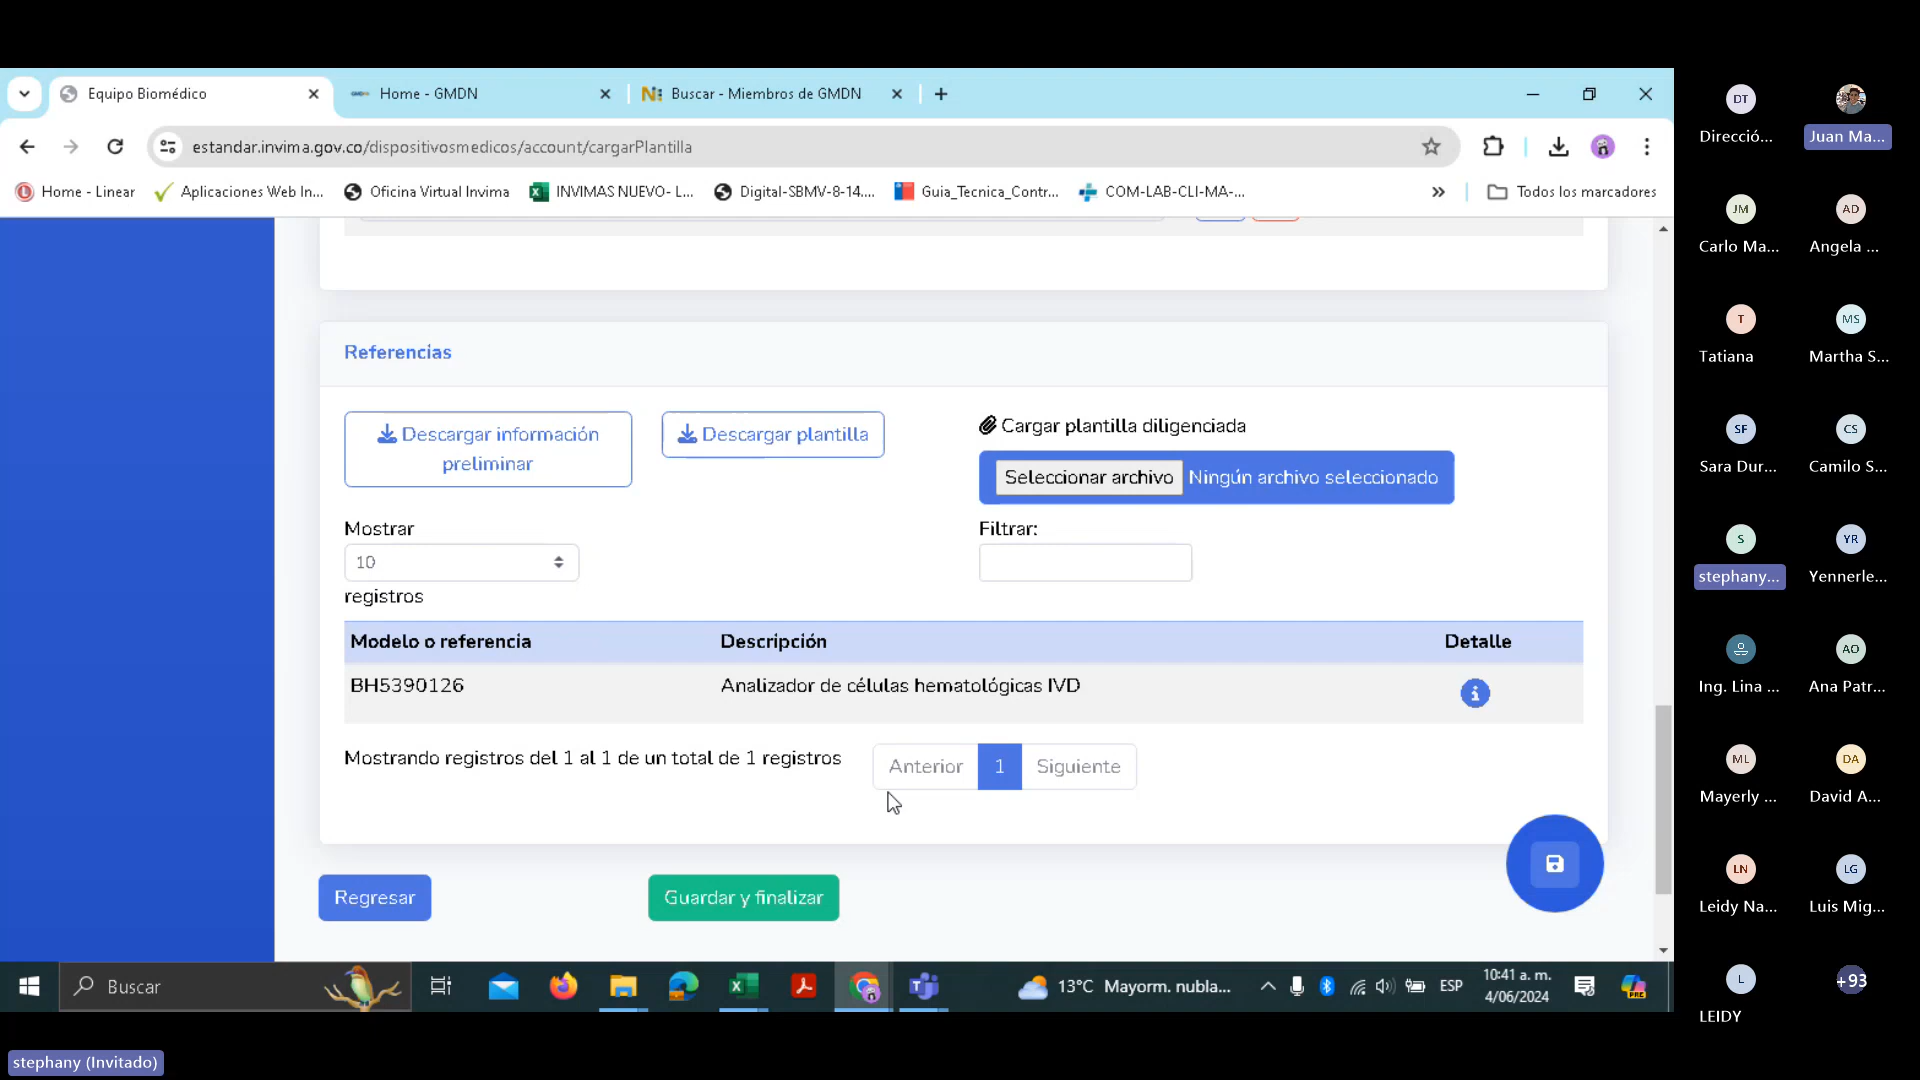 Equipo Biomédico
Home - GMDN
Buscar - Miembros de GMDN
estandar.invima.gov.co/dispositivosmedicos/account/cargarPlantilla
Home - Linear
Aplicaciones Web In...
Oficina Virtual Invima
INVIMAS NUEVO- L...
Digital-SBMV-8-14....
Guia_Tecnica_Contr...
COM-LAB-CLI-MA-...
Todos los marcadores
Referencias
Descargar información
preliminar
Descargar plantilla
Cargar plantilla diligenciada
Seleccionar archivo Ningún archivo seleccionado
Mostrar
10
registros
Filtrar:
Modelo o referencia Descripción Detalle
BH5390126 Analizador de células hematológicas IVD
Mostrando registros del 1 al 1 de un total de 1 registros
Anterior 1 Siguiente
Regresar
Guardar y finalizar
Buscar
13°C Mayorm. nubla...
ESP
10:41 a. m.
4/06/2024
PRE
stephany (Invitado)
DT
Direcció...
Juan Ma...
JM
Carlo Ma...
AD
Angela ...
T
Tatiana
MS
Martha S...
SF
Sara Dur...
CS
Camilo S...
S
stephany...
YR
Yennerle...
Ing. Lina ...
AO
Ana Patr...
ML
Mayerly ...
DA
David A...
LN
Leidy Na...
LG
Luis Mig...
L
LEIDY
+93